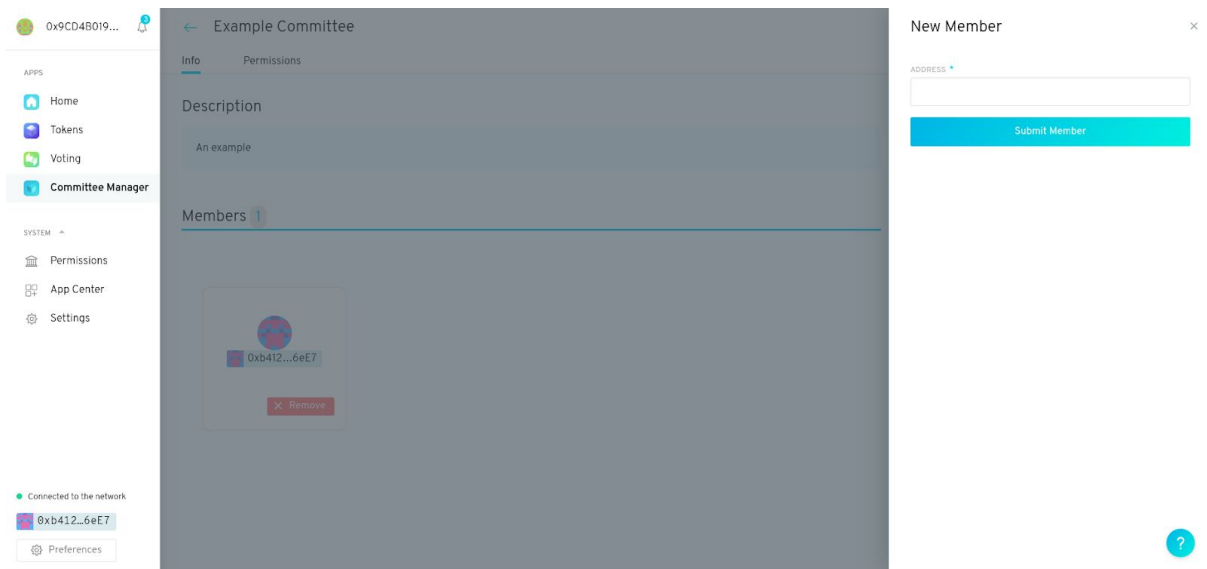 0x9CD4B019...
3
APPS
Home
Tokens
Voting
Committee Manager
SYSTEM
Permissions
App Center
Settings
Connected to the network
0xb412…6eE7
Preferences
Example Committee
Info
Permissions
Description
An example
Members 1
0xb412...6eE7
Remove
New Member
ADDRESS *
Submit Member
?